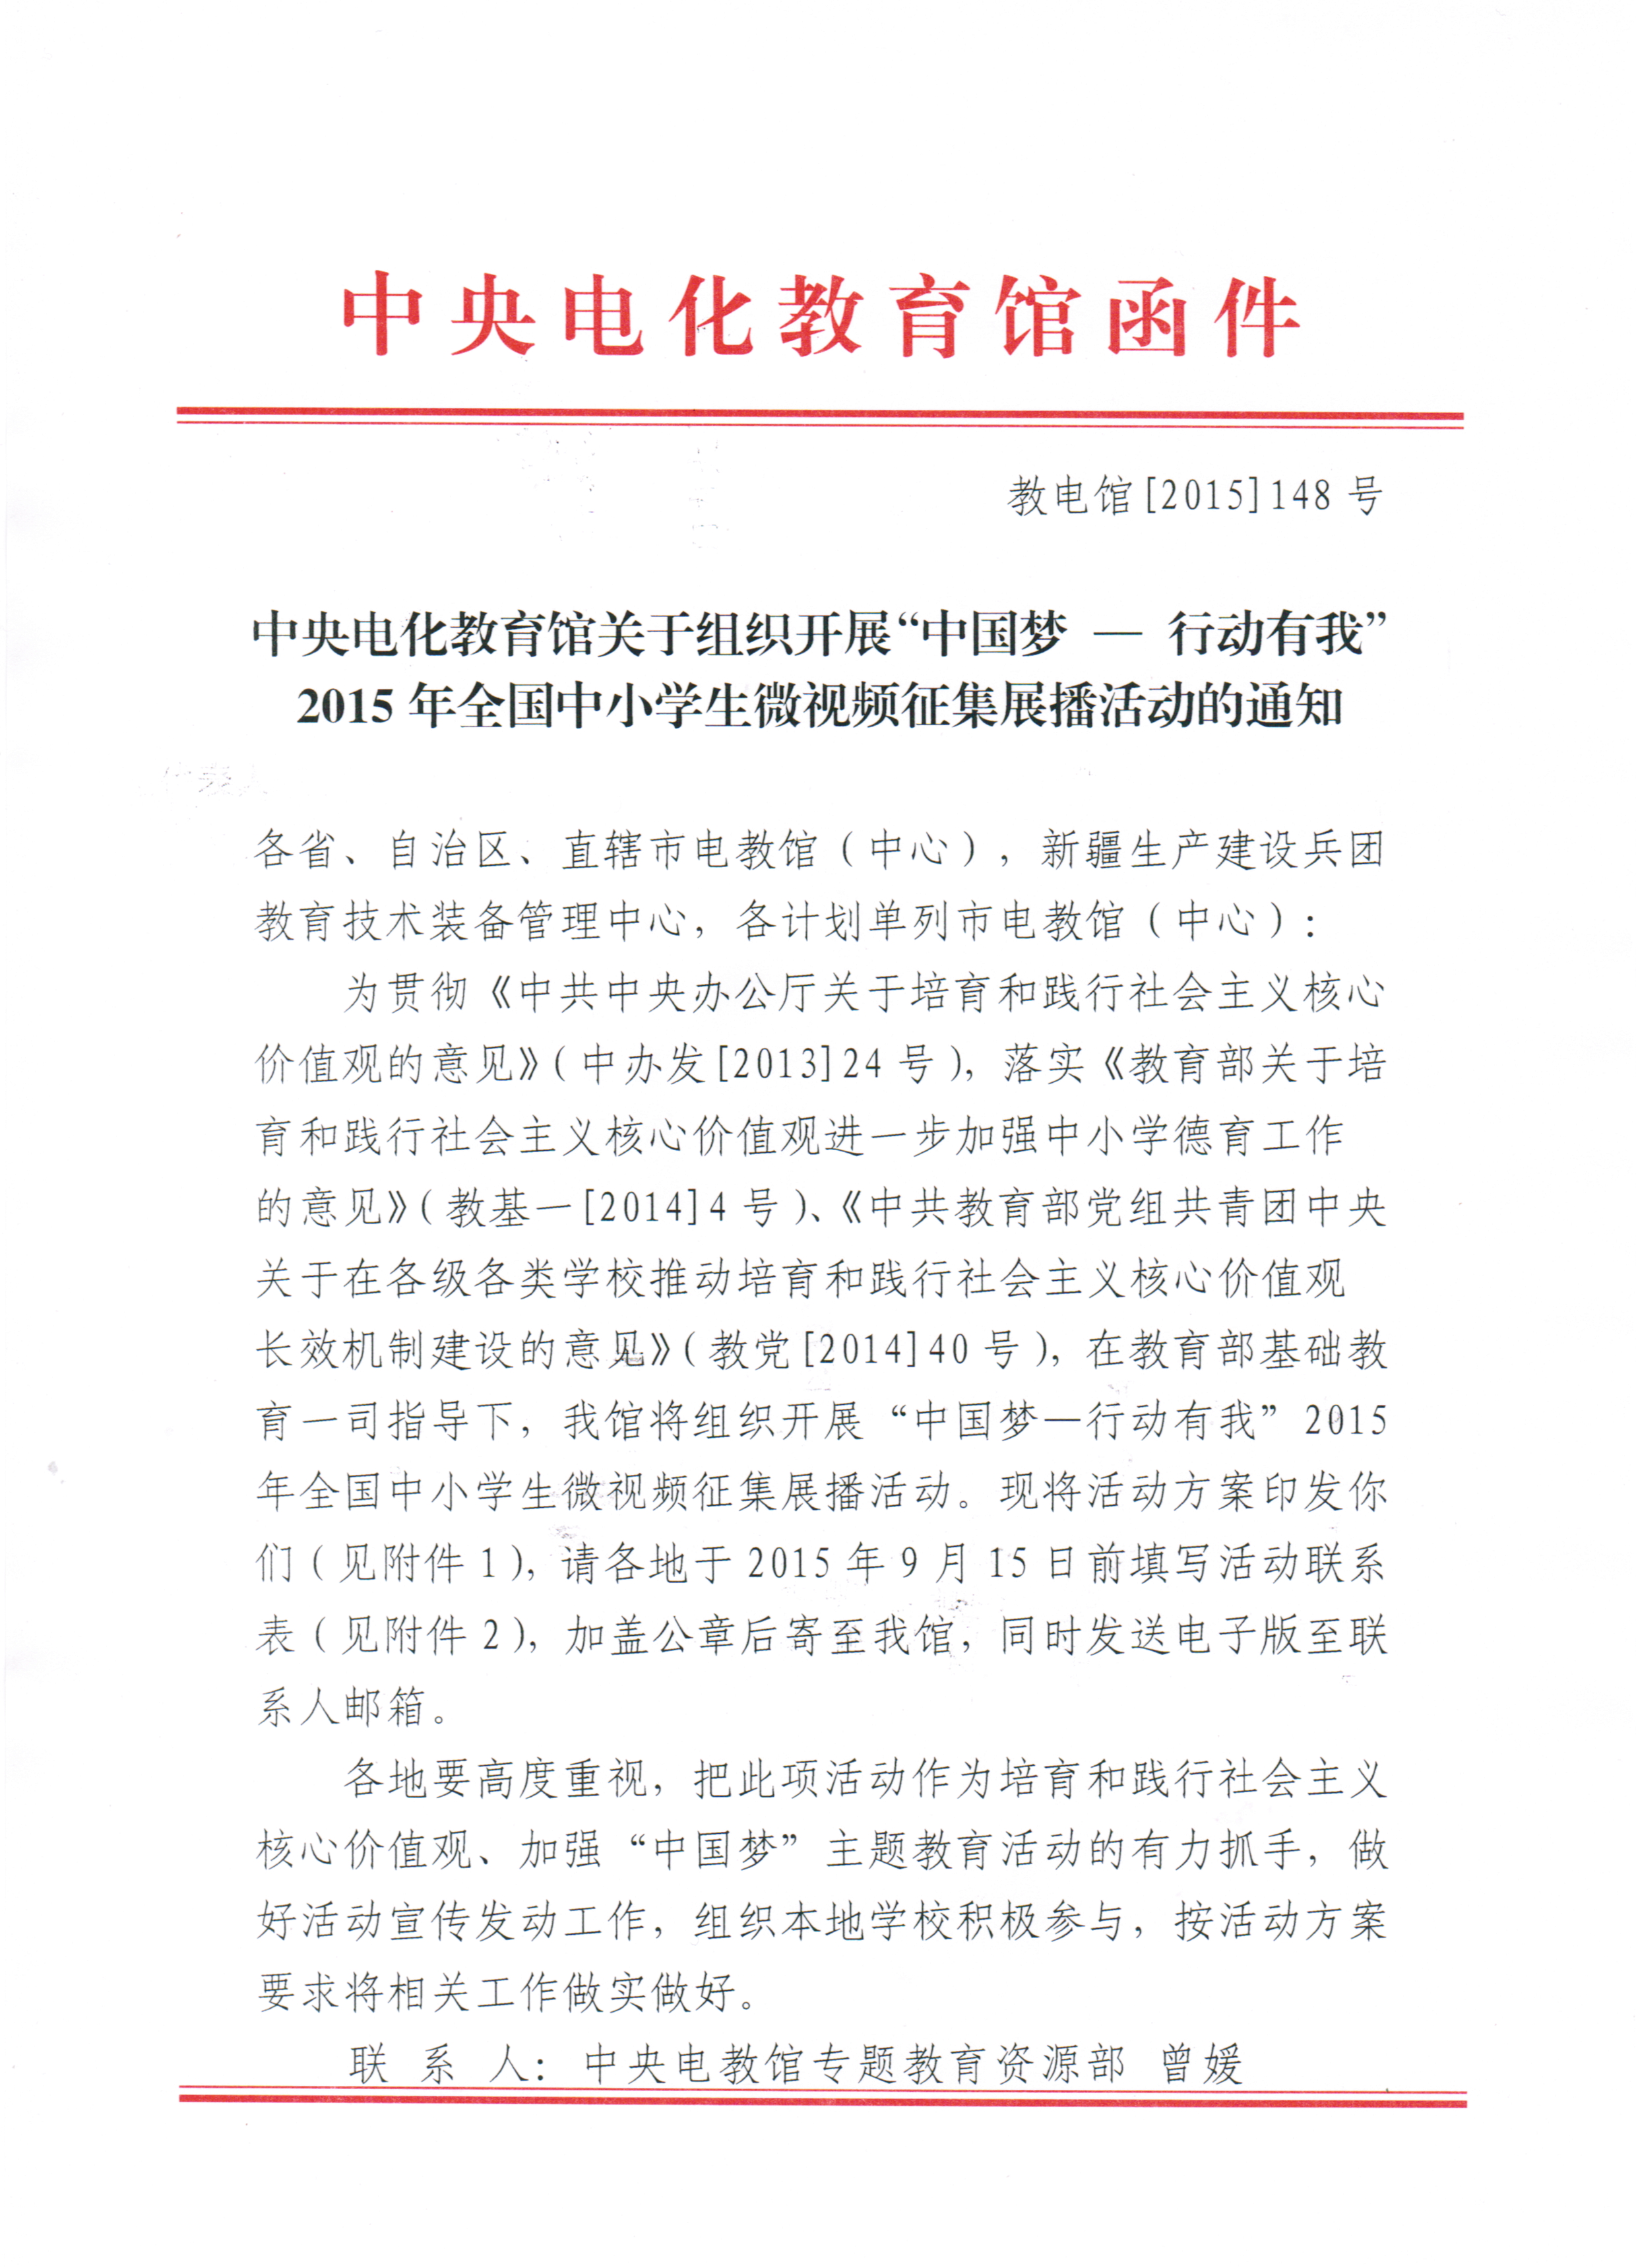 中央电化教育馆函件
教电馆[2015]148 号
中央电化教育馆关于组织开展“中国梦 — 行动有我”
2015 年全国中小学生微视频征集展播活动的通知
各省、自治区、直辖市电教馆（中心），新疆生产建设兵团
教育技术装备管理中心，各计划单列市电教馆（中心）：
为贯彻《中共中央办公厅关于培育和践行社会主义核心
价值观的意见》（中办发[2013]24 号），落实《教育部关于培
育和践行社会主义核心价值观进一步加强中小学德育工作
的意见》（教基一[2014]4 号）、《中共教育部党组共青团中央
关于在各级各类学校推动培育和践行社会主义核心价值观
长效机制建设的意见》（教党[2014]40 号），在教育部基础教
育一司指导下，我馆将组织开展“中国梦—行动有我”2015
年全国中小学生微视频征集展播活动。现将活动方案印发你
们（见附件 1），请各地于 2015 年 9 月 15 日前填写活动联系
表（见附件 2），加盖公章后寄至我馆，同时发送电子版至联
系人邮箱。
各地要高度重视，把此项活动作为培育和践行社会主义
核心价值观、加强“中国梦”主题教育活动的有力抓手，做
好活动宣传发动工作，组织本地学校积极参与，按活动方案
要求将相关工作做实做好。
联 系 人：中央电教馆专题教育资源部 曾媛